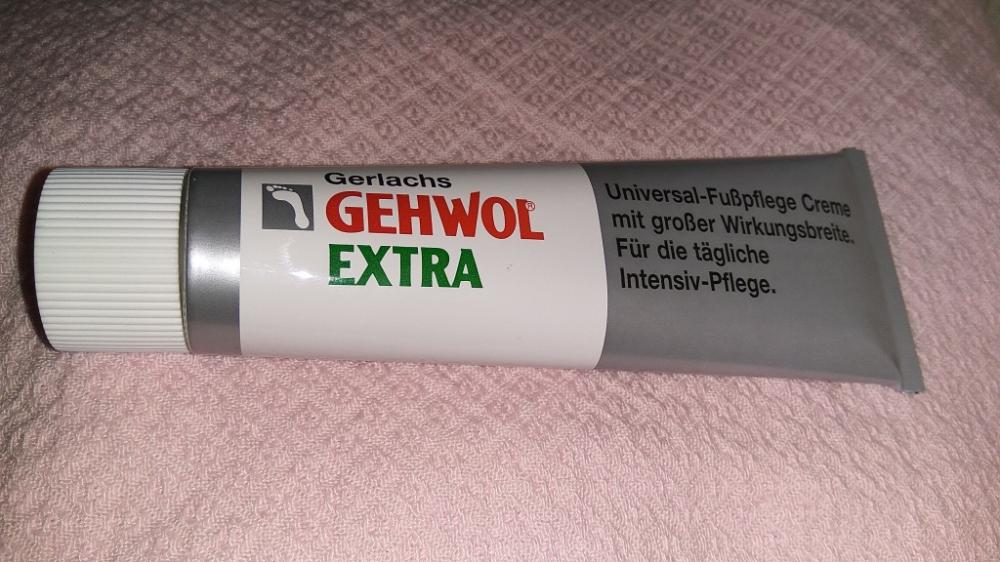 Gerlachs
GEHWOL®
EXTRA
Universal-Fußpflege Creme
mit großer Wirkungsbreite.
Für die tägliche
Intensiv-Pflege.